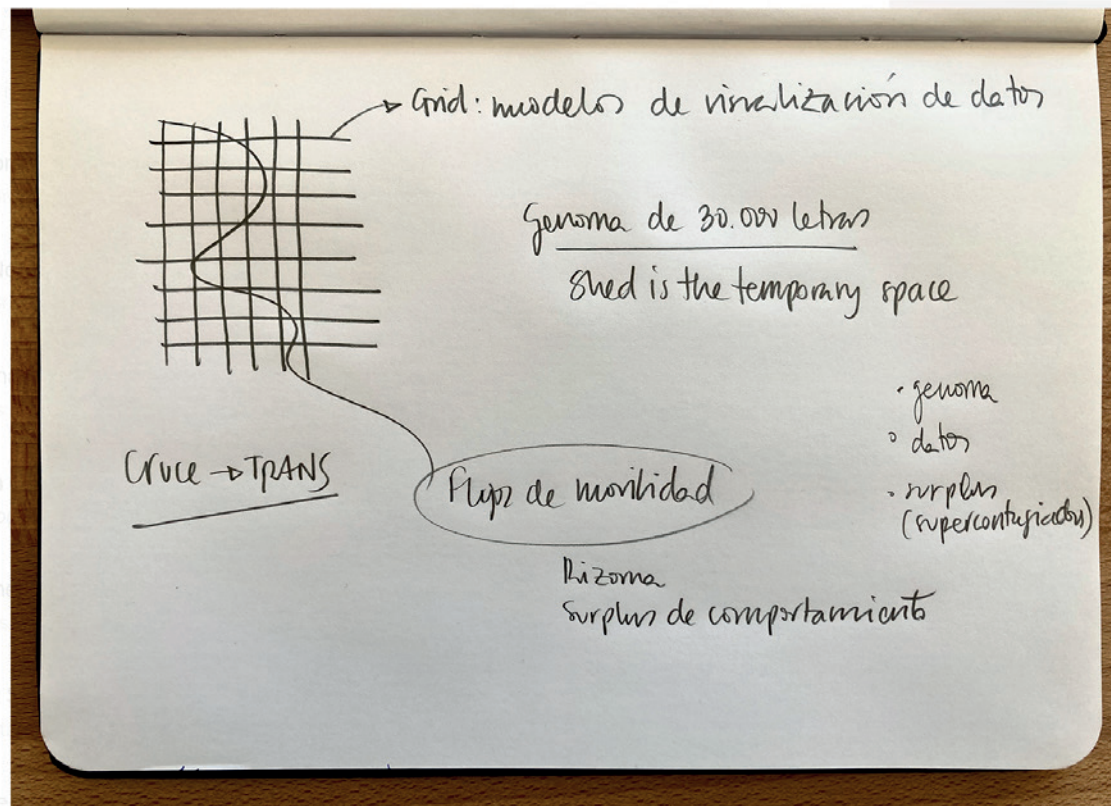 Grid: modelos de visualización de datos
Genoma de 30.000 letras
Shed is the temporary space
· genoma
· datos
· surplus
(supercontagiados)
Cruce → TRANS
Flujos de movilidad
Rizoma
Surplus de comportamiento